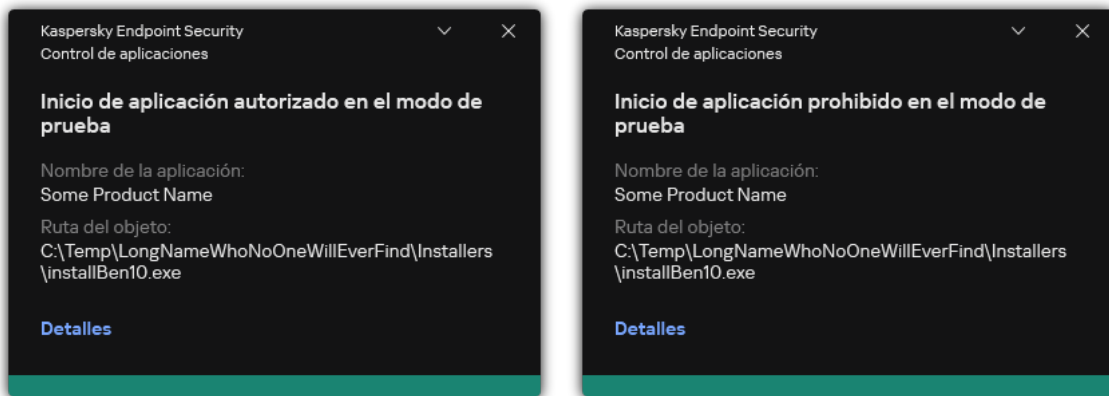 Kaspersky Endpoint Security
Control de aplicaciones
Inicio de aplicación autorizado en el modo de
prueba
Nombre de la aplicación:
Some Product Name
Ruta del objeto:
C:\Temp\LongNameWhoNoOneWillEverFind\Installers
\installBen10.exe
Detalles
Kaspersky Endpoint Security
Control de aplicaciones
Inicio de aplicación prohibido en el modo de
prueba
Nombre de la aplicación:
Some Product Name
Ruta del objeto:
C:\Temp\LongNameWhoNoOneWillEverFind\Installers
\installBen10.exe
Detalles